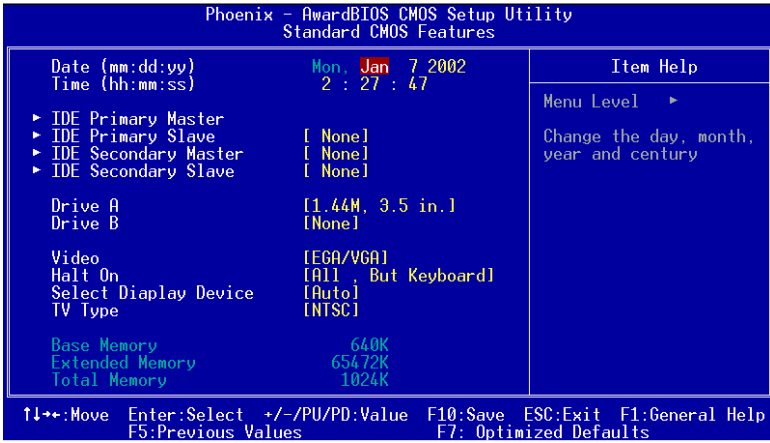 Phoenix - AwardBIOS CMOS Setup Utility
Standard CMOS Features
Date (mm:dd:yy) Mon, Jan 7 2002
Time (hh:mm:ss) 2 : 27 : 47
► IDE Primary Master
► IDE Primary Slave [ None]
► IDE Secondary Master [ None]
► IDE Secondary Slave [ None]
Drive A [1.44M, 3.5 in.]
Drive B [None]
Video [EGA/VGA]
Halt On [All , But Keyboard]
Select Diaplay Device [Auto]
TV Type [NTSC]
Base Memory 640K
Extended Memory 65472K
Total Memory 1024K
Item Help
Menu Level ►
Change the day, month,
year and century
↑↓→←:Move Enter:Select +/-/PU/PD:Value F10:Save ESC:Exit F1:General Help
F5:Previous Values F7: Optimized Defaults